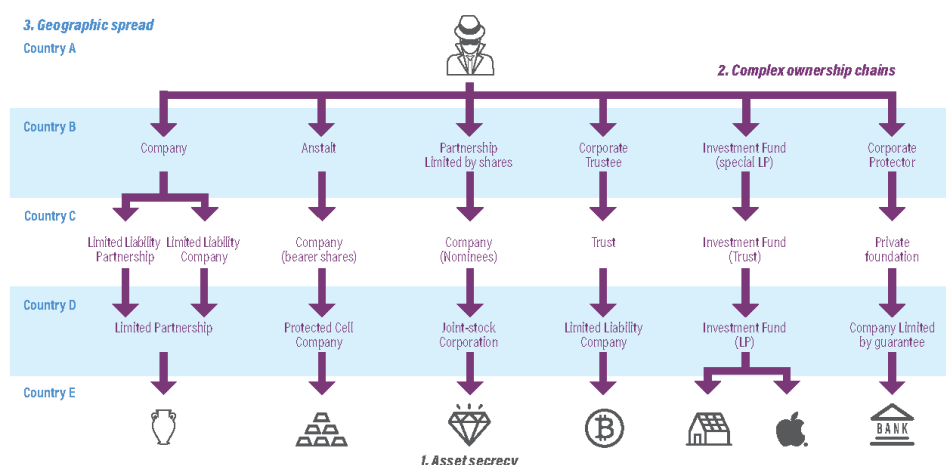 3. Geographic spread
Country A
2. Complex ownership chains
Country B
Company
Anstalt
Partnership
Limited by shares
Corporate
Trustee
Investment Fund
(special LP)
Corporate
Protector
Country C
Limited Liability
Partnership
Limited Liability
Company
Company
(bearer shares)
Company
(Nominees)
Trust
Investment Fund
(Trust)
Private
foundation
Country D
Limited Partnership
Protected Cell
Company
Joint-stock
Corporation
Limited Liability
Company
Investment Fund
(LP)
Company Limited
by guarantee
Country E
BANK
1. Asset secrecy